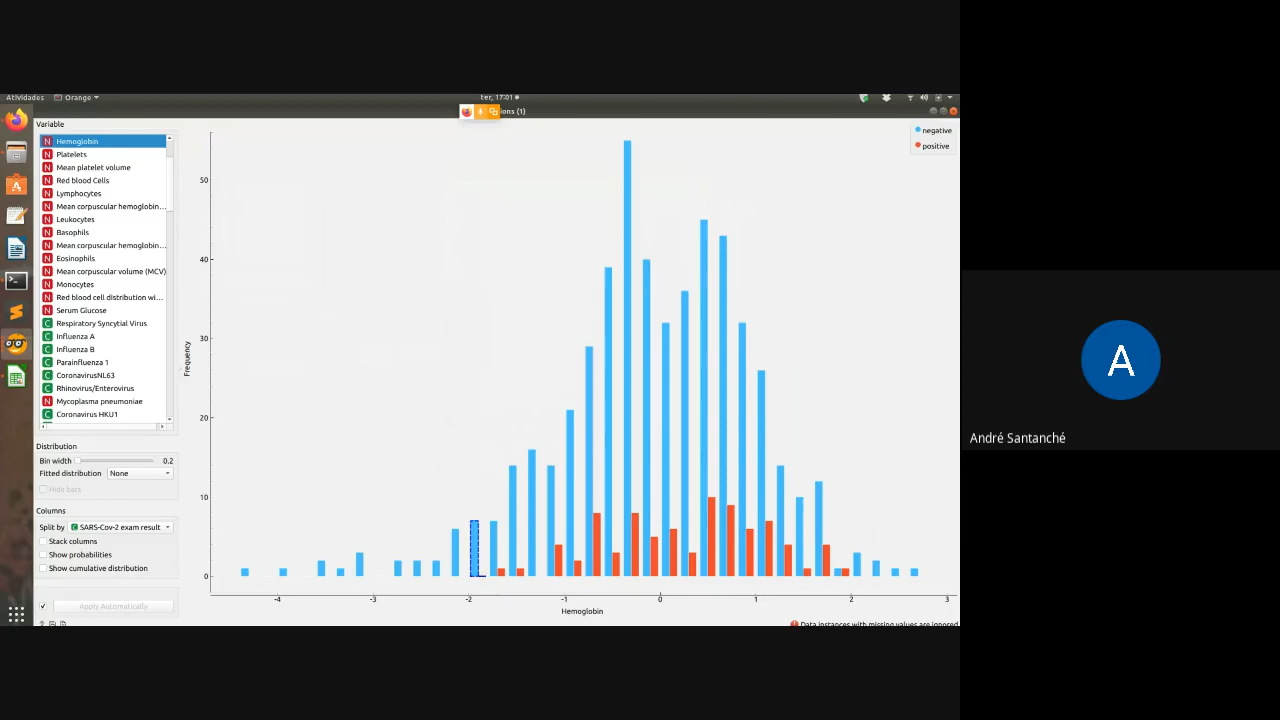 Atividades Orange ter, 17:01
ions (1)
Variable
N Hemoglobin
N Platelets
N Mean platelet volume
N Red blood Cells
N Lymphocytes
N Mean corpuscular hemoglobin...
N Leukocytes
N Basophils
N Mean corpuscular hemoglobin...
N Eosinophils
N Mean corpuscular volume (MCV)
N Monocytes
N Red blood cell distribution wi...
N Serum Glucose
C Respiratory Syncytial Virus
C Influenza A
C Influenza B
C Parainfluenza 1
C CoronavirusNL63
C Rhinovirus/Enterovirus
N Mycoplasma pneumoniae
C Coronavirus HKU1
Distribution
Bin width 0.2
Fitted distribution None
Hide bars
Columns
Split by C SARS-Cov-2 exam result
Stack columns
Show probabilities
Show cumulative distribution
Apply Automatically
negative
positive
Frequency
50
40
30
20
10
0
-4 -3 -2 -1 0 1 2 3
Hemoglobin
Data instances with missing values are ignored
A
André Santanché